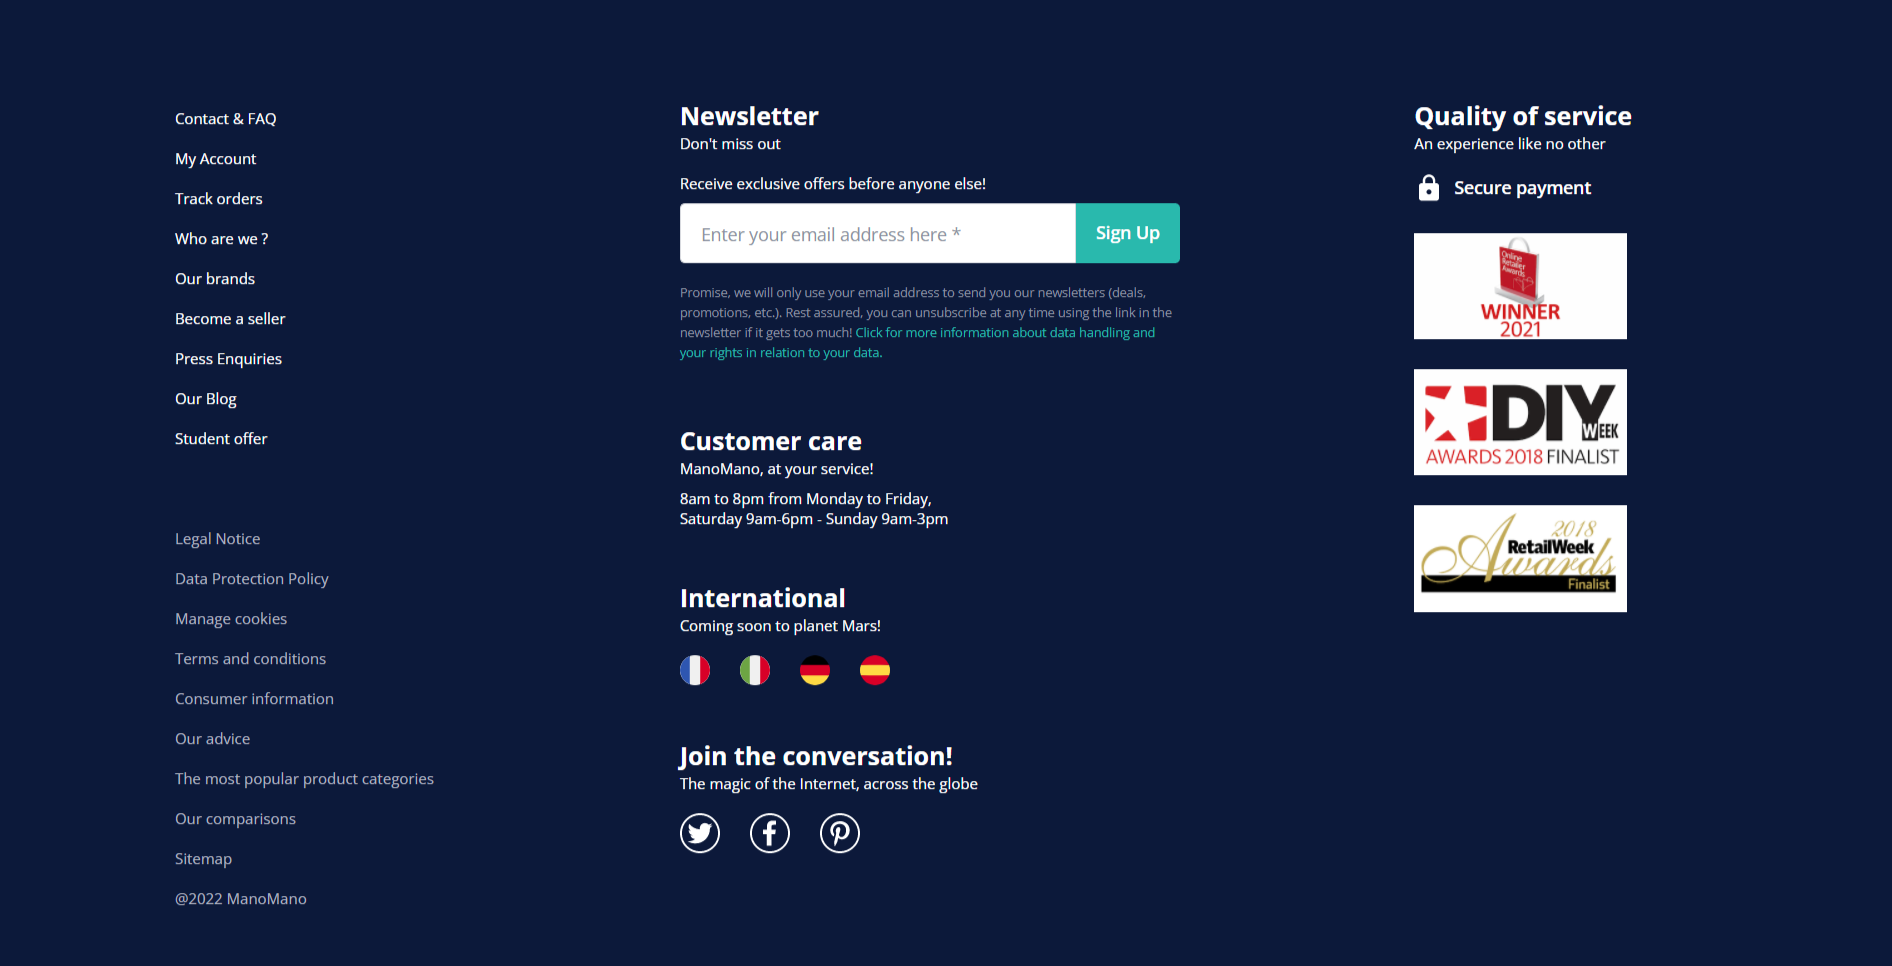 Contact & FAQ
My Account
Track orders
Who are we ?
Our brands
Become a seller
Press Enquiries
Our Blog
Student offer
Legal Notice
Data Protection Policy
Manage cookies
Terms and conditions
Consumer information
Our advice
The most popular product categories
Our comparisons
Sitemap
@2022 ManoMano
Newsletter
Don't miss out
Receive exclusive offers before anyone else!
Enter your email address here *
Sign Up
Promise, we will only use your email address to send you our newsletters (deals,
promotions, etc.). Rest assured, you can unsubscribe at any time using the link in the
newsletter if it gets too much! Click for more information about data handling and
your rights in relation to your data.
Customer care
ManoMano, at your service!
8am to 8pm from Monday to Friday,
Saturday 9am-6pm - Sunday 9am-3pm
International
Coming soon to planet Mars!
Join the conversation!
The magic of the Internet, across the globe
Quality of service
An experience like no other
Secure payment
Online
Retailer
Awards
WINNER
2021
DIY
WEEK
AWARDS 2018 FINALIST
2018
RetailWeek
Awards
Finalist